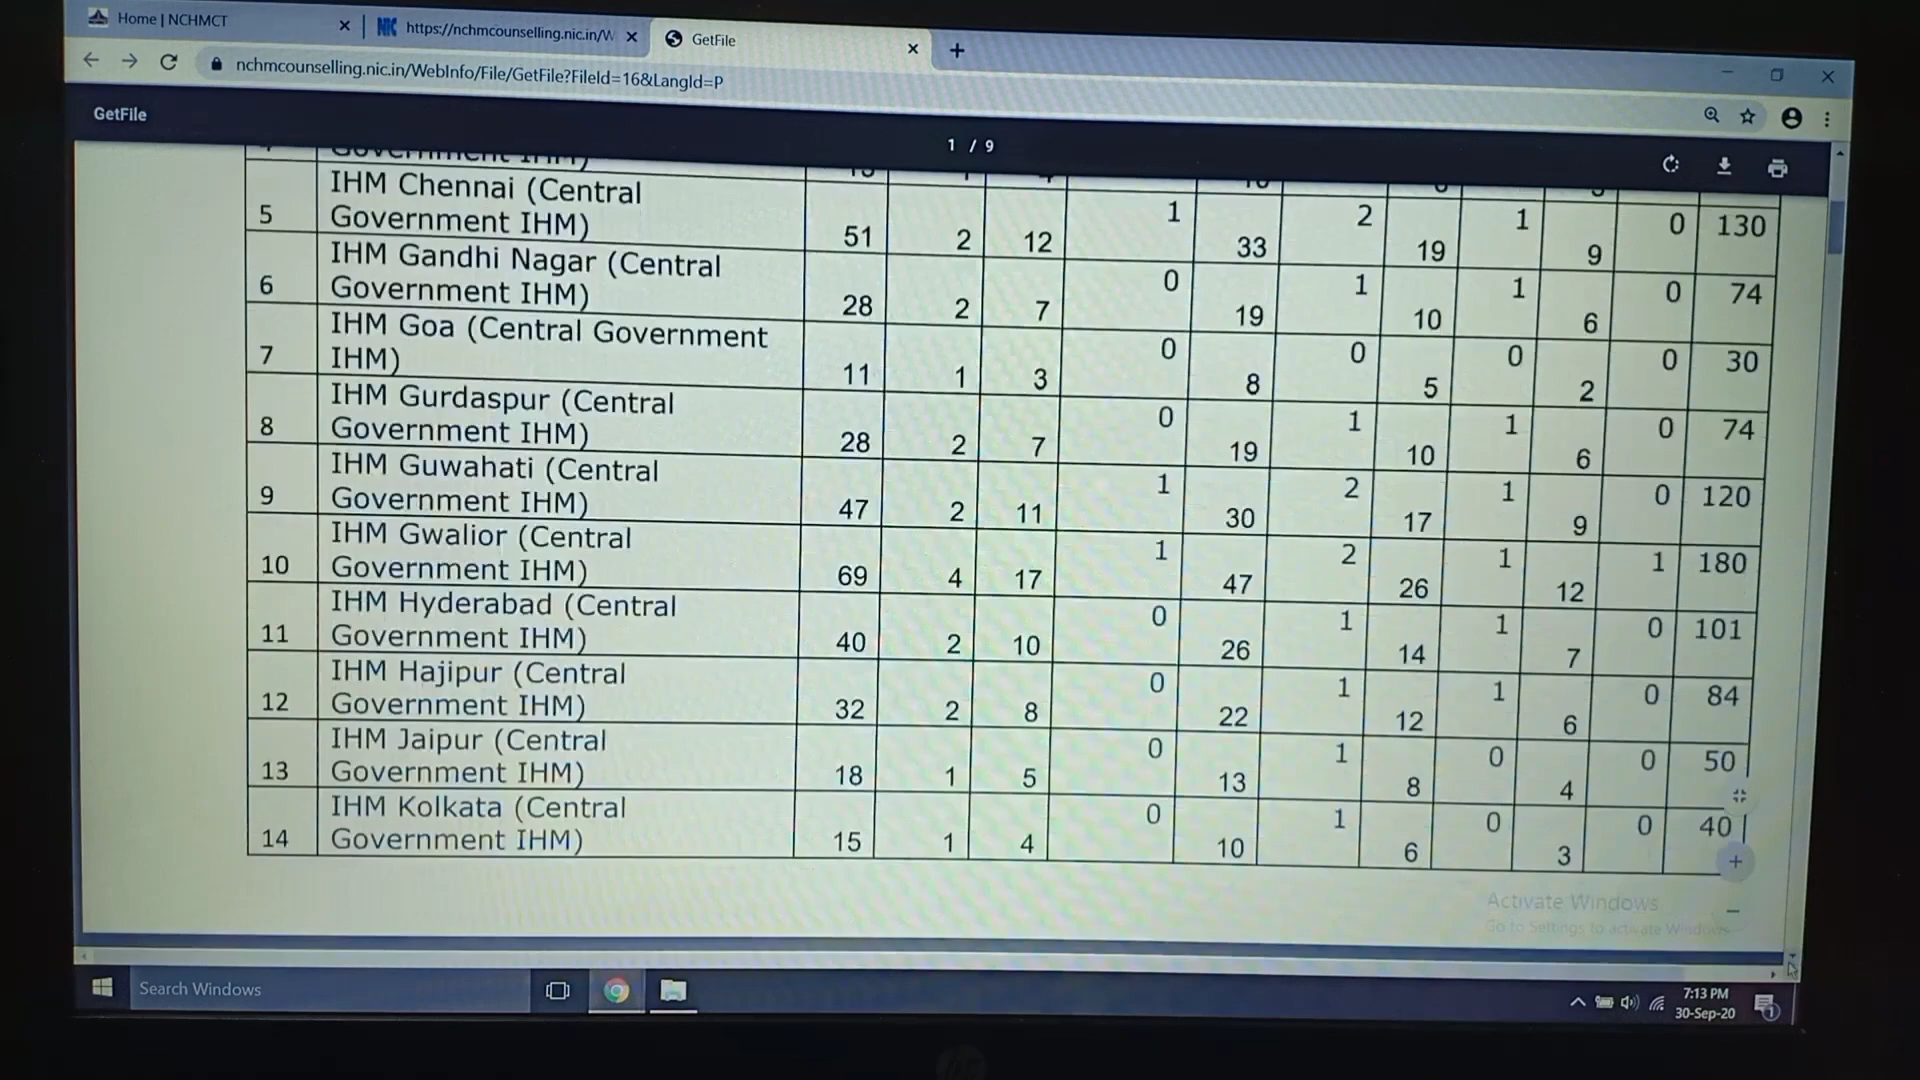 Home | NCHMCT
NIC https://nchmcounselling.nic.in/W
GetFile
nchmcounselling.nic.in/WebInfo/File/GetFile?FileId=16&LangId=P
GetFile
1 / 9
Government IHM)
5 IHM Chennai (Central Government IHM) 51 2 12 1 33 2 19 1 9 0 130
6 IHM Gandhi Nagar (Central Government IHM) 28 2 7 0 19 1 10 1 6 0 74
7 IHM Goa (Central Government IHM) 11 1 3 0 8 0 5 0 2 0 30
8 IHM Gurdaspur (Central Government IHM) 28 2 7 0 19 1 10 1 6 0 74
9 IHM Guwahati (Central Government IHM) 47 2 11 1 30 2 17 1 9 0 120
10 IHM Gwalior (Central Government IHM) 69 4 17 1 47 2 26 1 12 1 180
11 IHM Hyderabad (Central Government IHM) 40 2 10 0 26 1 14 1 7 0 101
12 IHM Hajipur (Central Government IHM) 32 2 8 0 22 1 12 1 6 0 84
13 IHM Jaipur (Central Government IHM) 18 1 5 0 13 1 8 0 4 0 50
14 IHM Kolkata (Central Government IHM) 15 1 4 0 10 1 6 0 3 0 40
Activate Windows
Go to Settings to activate Windows.
Search Windows
7:13 PM
30-Sep-20
1